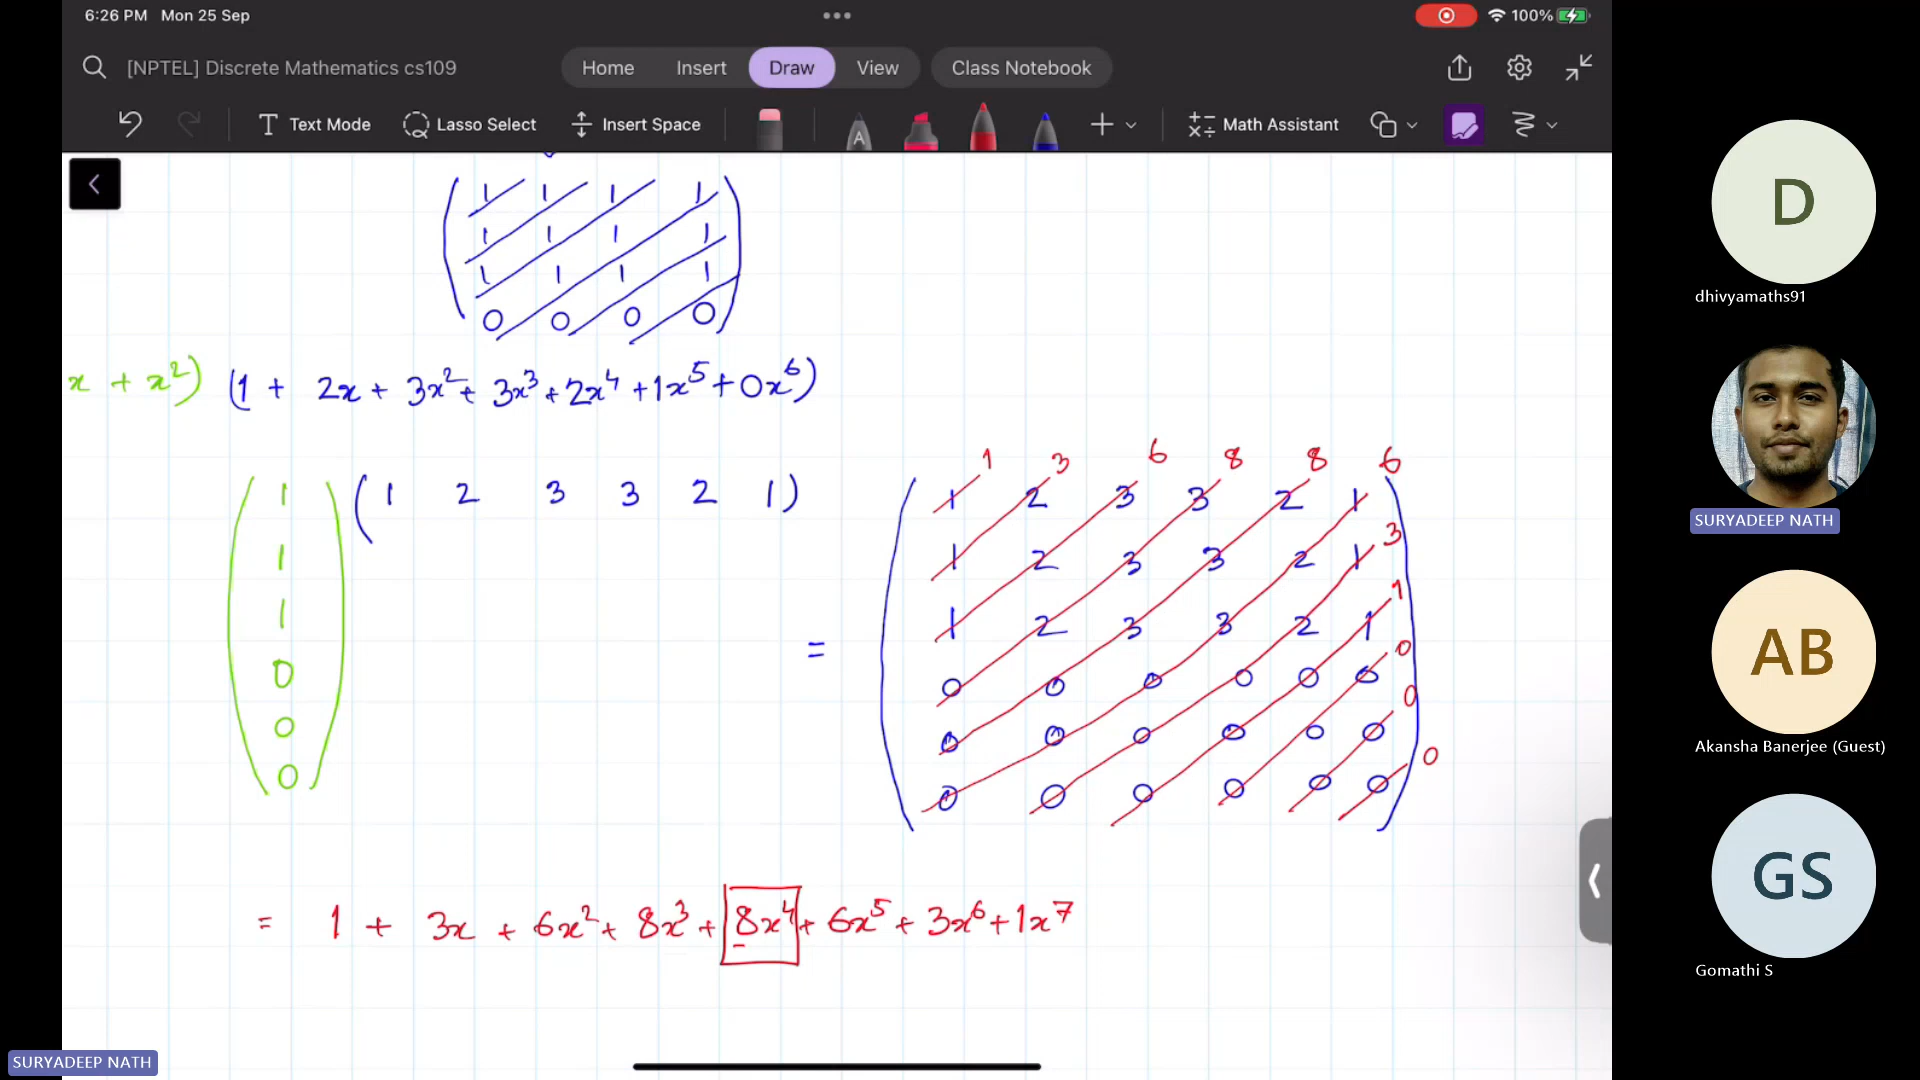 6:26 PM Mon 25 Sep
100%
[NPTEL] Discrete Mathematics cs109
Home Insert Draw View Class Notebook
Text Mode Lasso Select Insert Space A Math Assistant
1 1 1 1
1 1 1 1
1 1 1 1
0 0 0 0
x + x² ) (1 + 2x + 3x² + 3x³ + 2x⁴ + 1x⁵ + 0x⁶)
1 3 6 8 8 6
1 ( 1 2 3 3 2 1 )
1
1
0
0
0
=
1 2 3 3 2 1
3
1 2 3 3 2 1
1
1 2 3 3 2 1
0
0 0 0 0 0 0
0
0 0 0 0 0 0
0
0 0 0 0 0 0
= 1 + 3x + 6x² + 8x³ + 8x⁴ + 6x⁵ + 3x⁶ + 1x⁷
SURYADEEP NATH
D
dhivyamaths91
SURYADEEP NATH
AB
Akansha Banerjee (Guest)
GS
Gomathi S